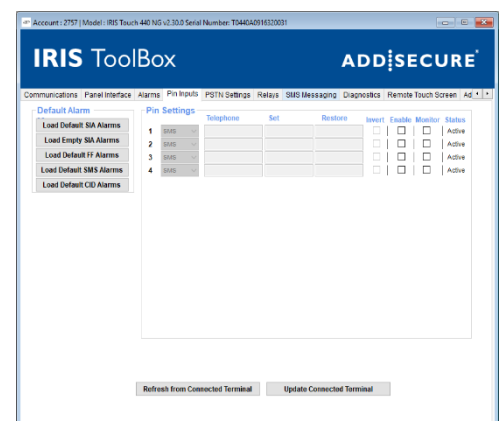 Account : 2757 | Model : IRIS Touch 440 NG v2.30.0 Serial Number: T0440A0916320031
IRIS ToolBox
ADDSECURE
Communications Panel Interface Alarms Pin Inputs PSTN Settings Relays SMS Messaging Diagnostics Remote Touch Screen Ad
Default Alarm
Load Default SIA Alarms
Load Empty SIA Alarms
Load Default FF Alarms
Load Default SMS Alarms
Load Default CID Alarms
Pin Settings
Telephone Set Restore Invert Enable Monitor Status
1 SMS Active
2 SMS Active
3 SMS Active
4 SMS Active
Refresh from Connected Terminal Update Connected Terminal